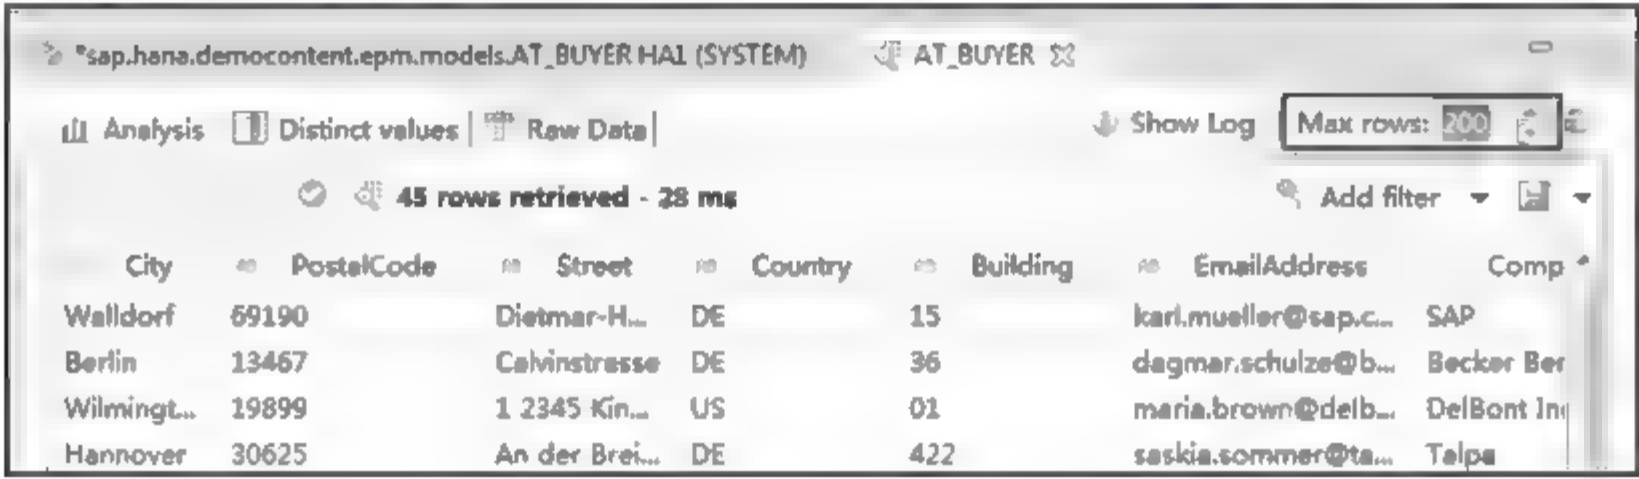 *sap.hana.democontent.epm.models.AT_BUYER HA1 (SYSTEM) AT_BUYER
Analysis Distinct values Raw Data Show Log Max rows: 200
45 rows retrieved - 28 ms Add filter
City PostalCode Street Country Building EmailAddress Comp
Walldorf 69190 Dietmar-H... DE 15 karl.mueller@sap.c... SAP
Berlin 13467 Calvinstrasse DE 36 dagmar.schulze@b... Becker Ber
Wilmingt... 19899 1 2345 Kin... US 01 maria.brown@delb... DelBont In
Hannover 30625 An der Brei... DE 422 saskia.sommer@ta... Talpa